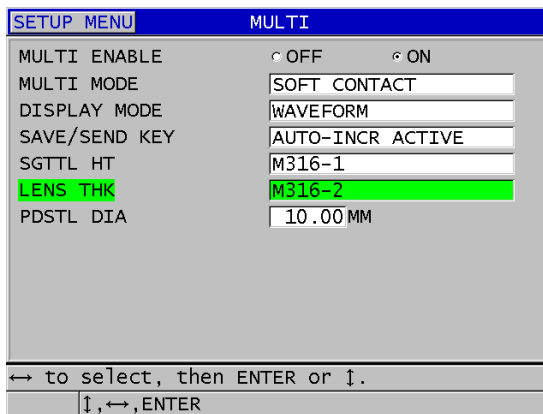 SETUP MENU MULTI
MULTI ENABLE OFF ON
MULTI MODE SOFT CONTACT
DISPLAY MODE WAVEFORM
SAVE/SEND KEY AUTO-INCR ACTIVE
SGTTL HT M316-1
LENS THK M316-2
PDSTL DIA 10.00 MM
↔ to select, then ENTER or ↕.
↕,↔,ENTER